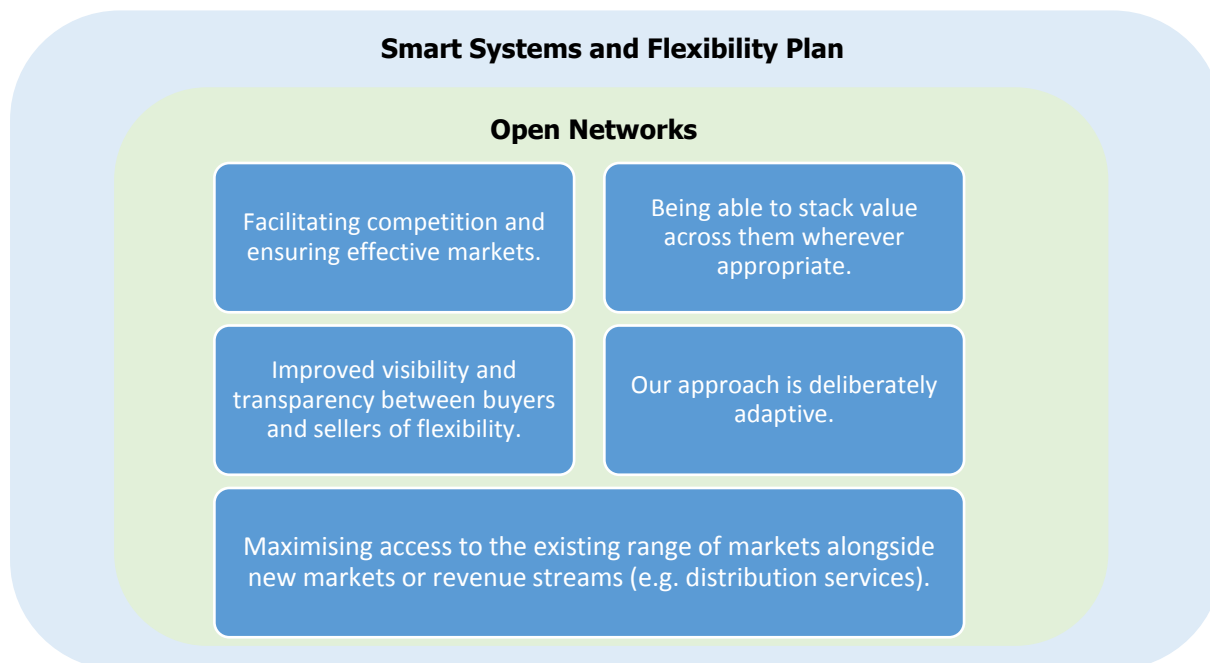 Smart Systems and Flexibility Plan
Open Networks
Facilitating competition and
ensuring effective markets.
Being able to stack value
across them wherever
appropriate.
Improved visibility and
transparency between buyers
and sellers of flexibility.
Our approach is deliberately
adaptive.
Maximising access to the existing range of markets alongside
new markets or revenue streams (e.g. distribution services).